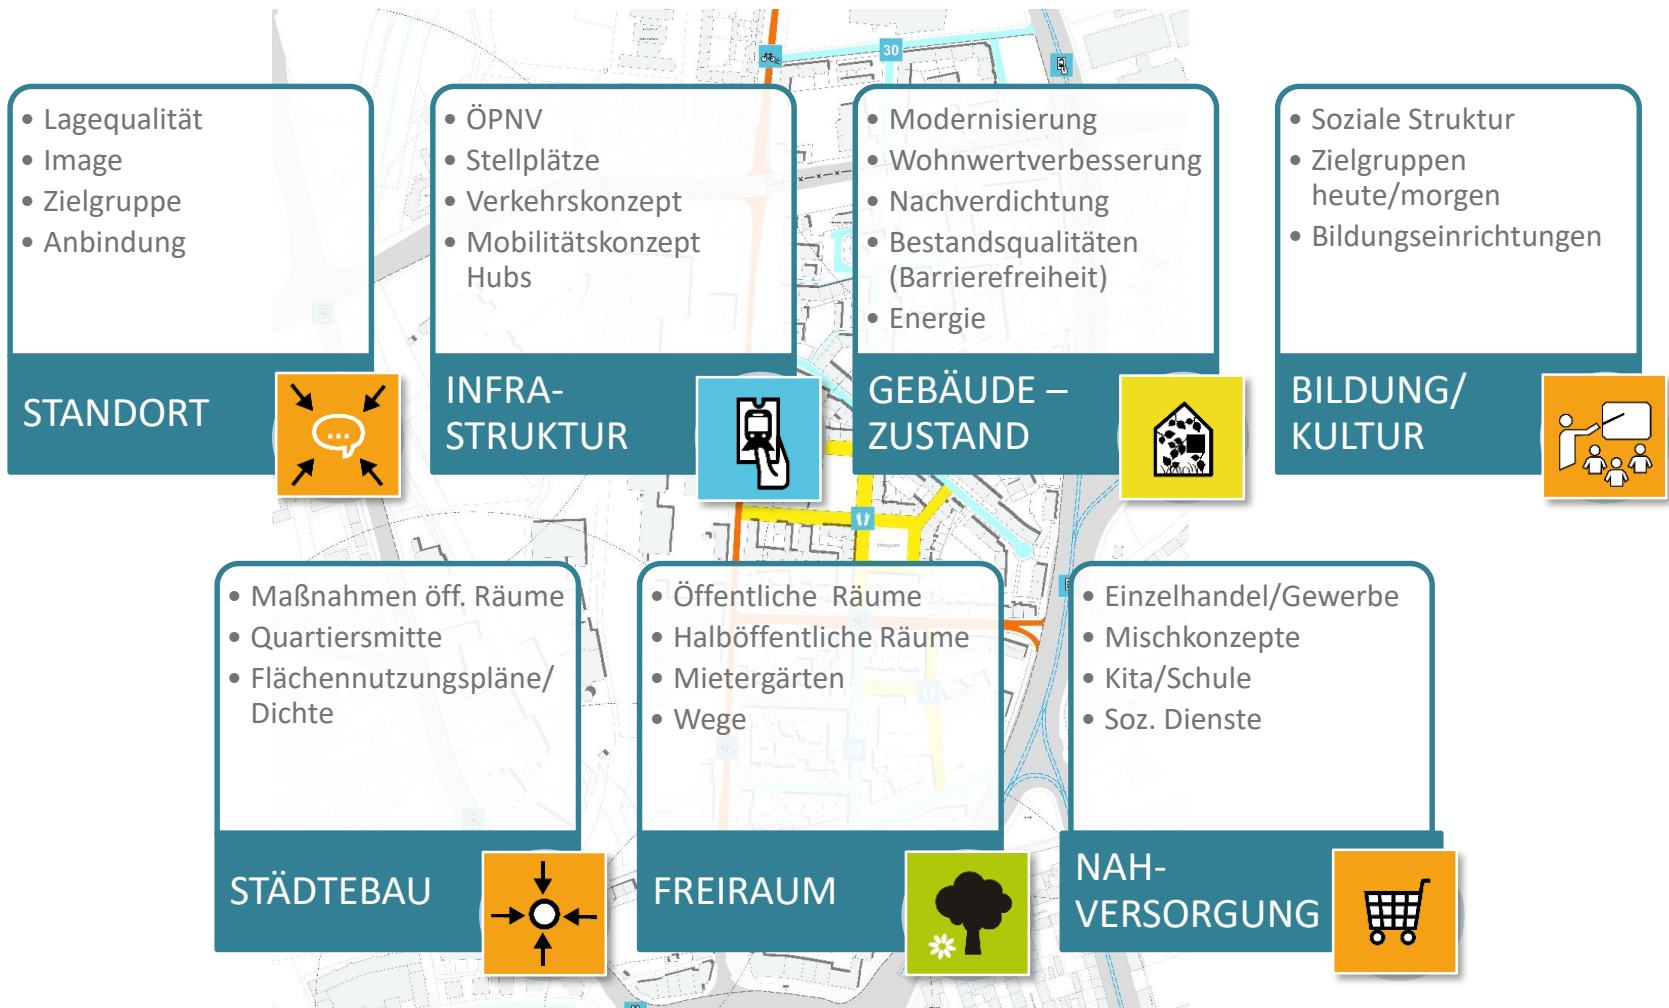 30
• Lagequalität
• Image
• Zielgruppe
• Anbindung
STANDORT
• ÖPNV
• Stellplätze
• Verkehrskonzept
• Mobilitätskonzept
Hubs
INFRA-
STRUKTUR
• Modernisierung
• Wohnwertverbesserung
• Nachverdichtung
• Bestandsqualitäten
(Barrierefreiheit)
• Energie
GEBÄUDE –
ZUSTAND
• Soziale Struktur
• Zielgruppen
heute/morgen
• Bildungseinrichtungen
BILDUNG/
KULTUR
• Maßnahmen öff. Räume
• Quartiersmitte
• Flächennutzungspläne/
Dichte
STÄDTEBAU
• Öffentliche Räume
• Halböffentliche Räume
• Mietergärten
• Wege
30
FREIRAUM
• Einzelhandel/Gewerbe
• Mischkonzepte
• Kita/Schule
• Soz. Dienste
NAH-
VERSORGUNG